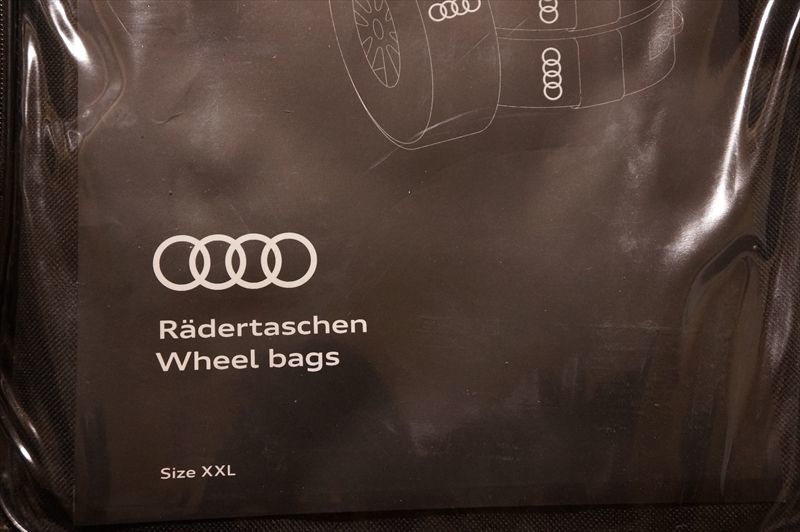 Rädertaschen
Wheel bags
Size XXL